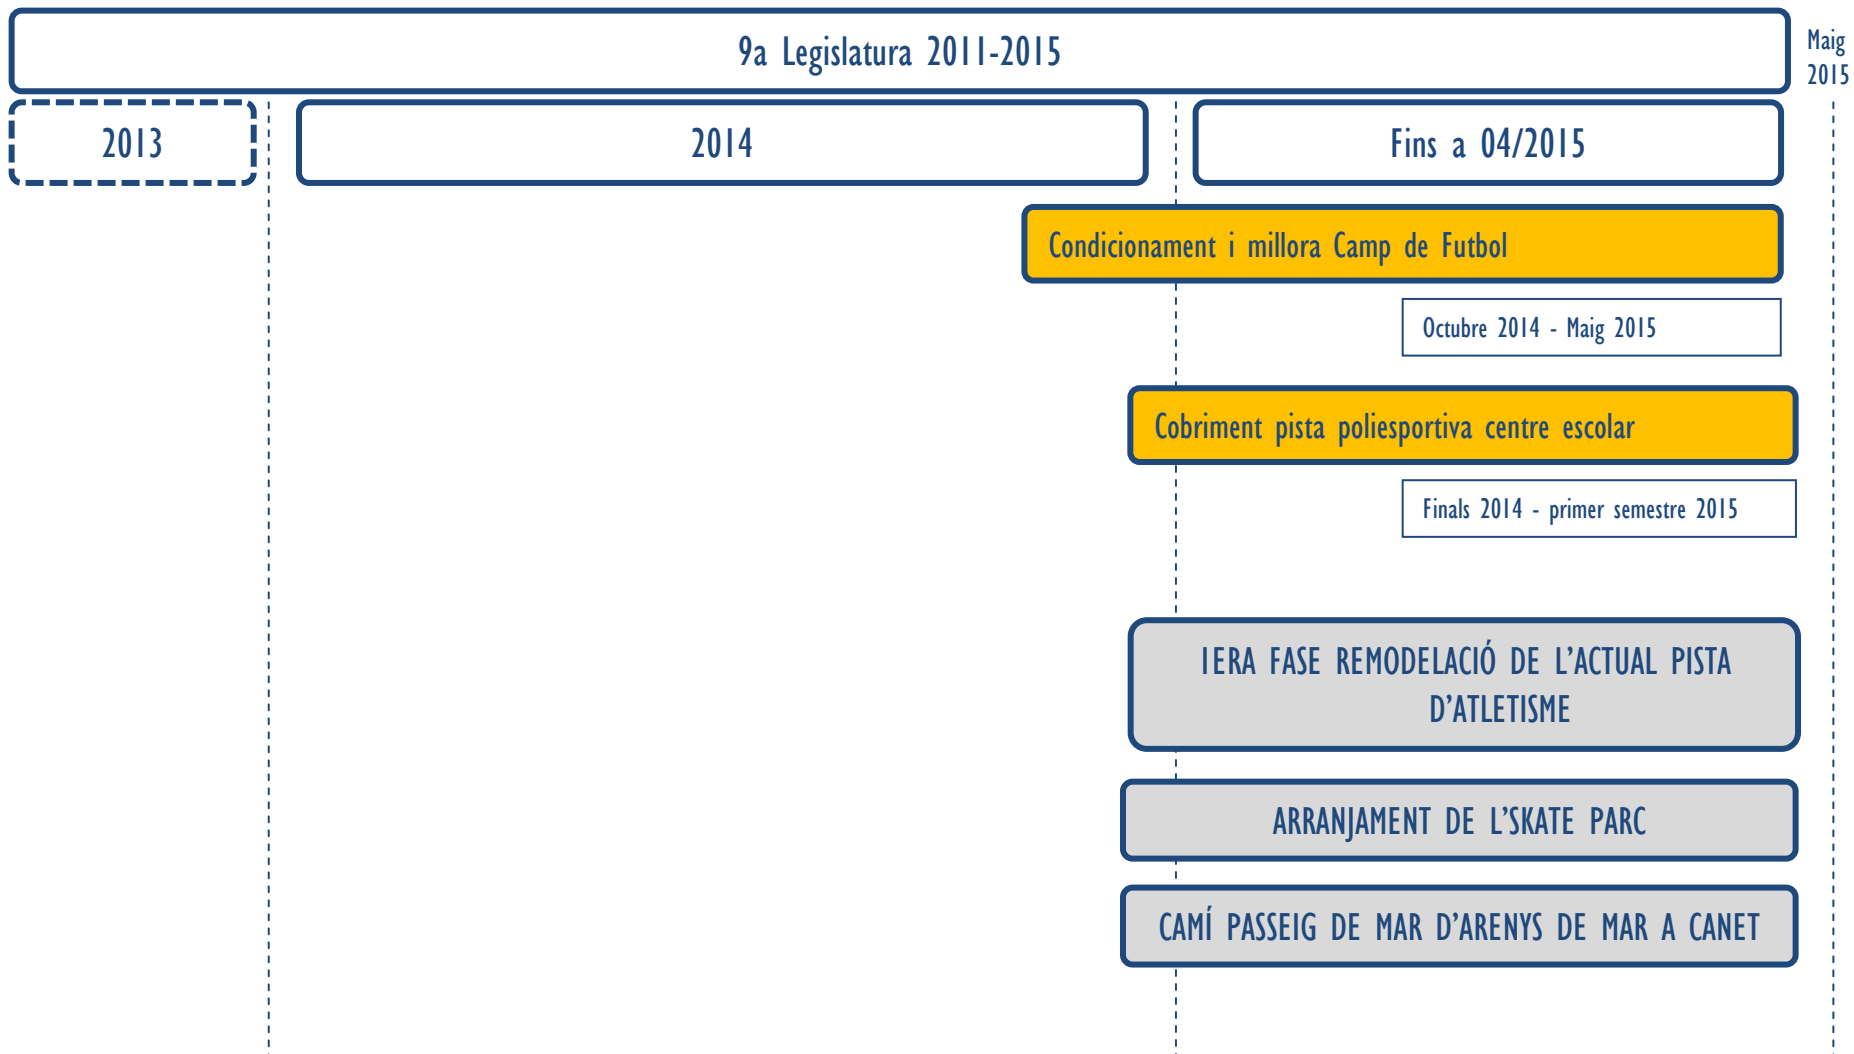 9a Legislatura 2011-2015
Maig
2015
2013
2014
Fins a 04/2015
Condicionament i millora Camp de Futbol
Octubre 2014 - Maig 2015
Cobriment pista poliesportiva centre escolar
Finals 2014 - primer semestre 2015
1ERA FASE REMODELACIÓ DE L’ACTUAL PISTA
D’ATLETISME
ARRANJAMENT DE L’SKATE PARC
CAMÍ PASSEIG DE MAR D’ARENYS DE MAR A CANET